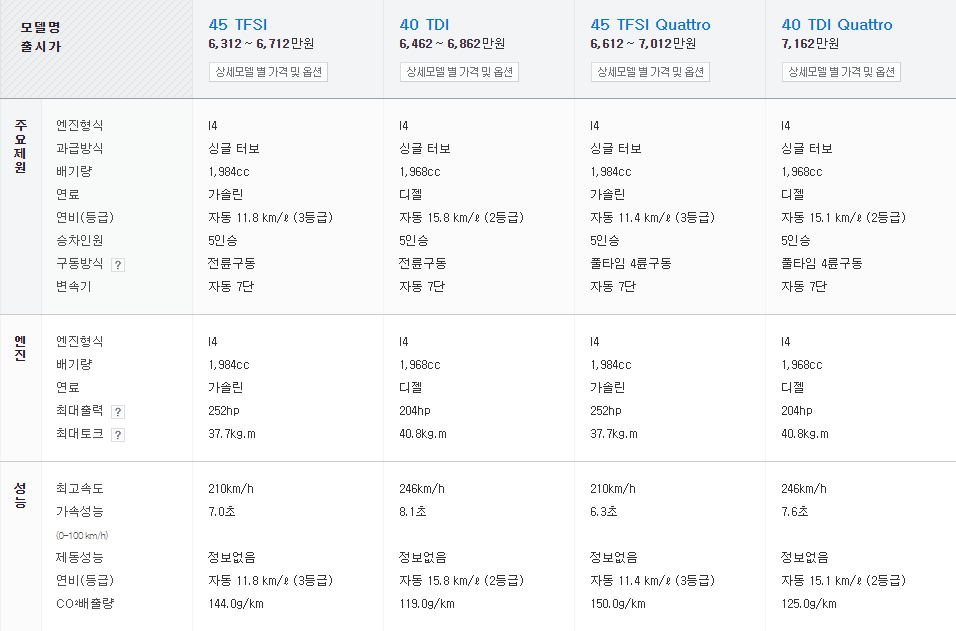 모델명 45 TFSI 40 TDI 45 TFSI Quattro 40 TDI Quattro
출시가 6,312 ~ 6,712만원 6,462 ~ 6,862만원 6,612 ~ 7,012만원 7,162만원
상세모델 별 가격 및 옵션 상세모델 별 가격 및 옵션 상세모델 별 가격 및 옵션 상세모델 별 가격 및 옵션
주요제원
엔진형식 I4 I4 I4 I4
과급방식 싱글 터보 싱글 터보 싱글 터보 싱글 터보
배기량 1,984cc 1,968cc 1,984cc 1,968cc
연료 가솔린 디젤 가솔린 디젤
연비(등급) 자동 11.8 km/ℓ (3등급) 자동 15.8 km/ℓ (2등급) 자동 11.4 km/ℓ (3등급) 자동 15.1 km/ℓ (2등급)
승차인원 5인승 5인승 5인승 5인승
구동방식 ? 전륜구동 전륜구동 풀타임 4륜구동 풀타임 4륜구동
변속기 자동 7단 자동 7단 자동 7단 자동 7단
엔진
엔진형식 I4 I4 I4 I4
배기량 1,984cc 1,968cc 1,984cc 1,968cc
연료 가솔린 디젤 가솔린 디젤
최대출력 ? 252hp 204hp 252hp 204hp
최대토크 ? 37.7kg.m 40.8kg.m 37.7kg.m 40.8kg.m
성능
최고속도 210km/h 246km/h 210km/h 246km/h
가속성능 7.0초 8.1초 6.3초 7.6초
(0-100 km/h)
제동성능 정보없음 정보없음 정보없음 정보없음
연비(등급) 자동 11.8 km/ℓ (3등급) 자동 15.8 km/ℓ (2등급) 자동 11.4 km/ℓ (3등급) 자동 15.1 km/ℓ (2등급)
CO²배출량 144.0g/km 119.0g/km 150.0g/km 125.0g/km